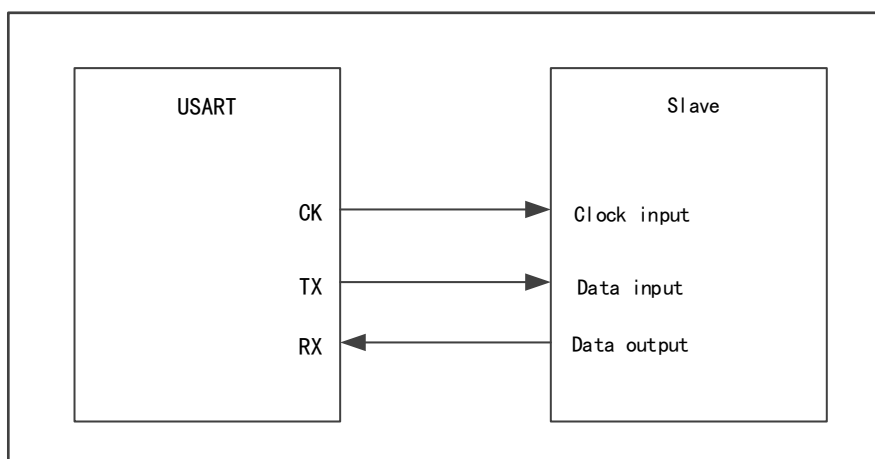 USART
Slave
CK
Clock input
TX
Data input
RX
Data output